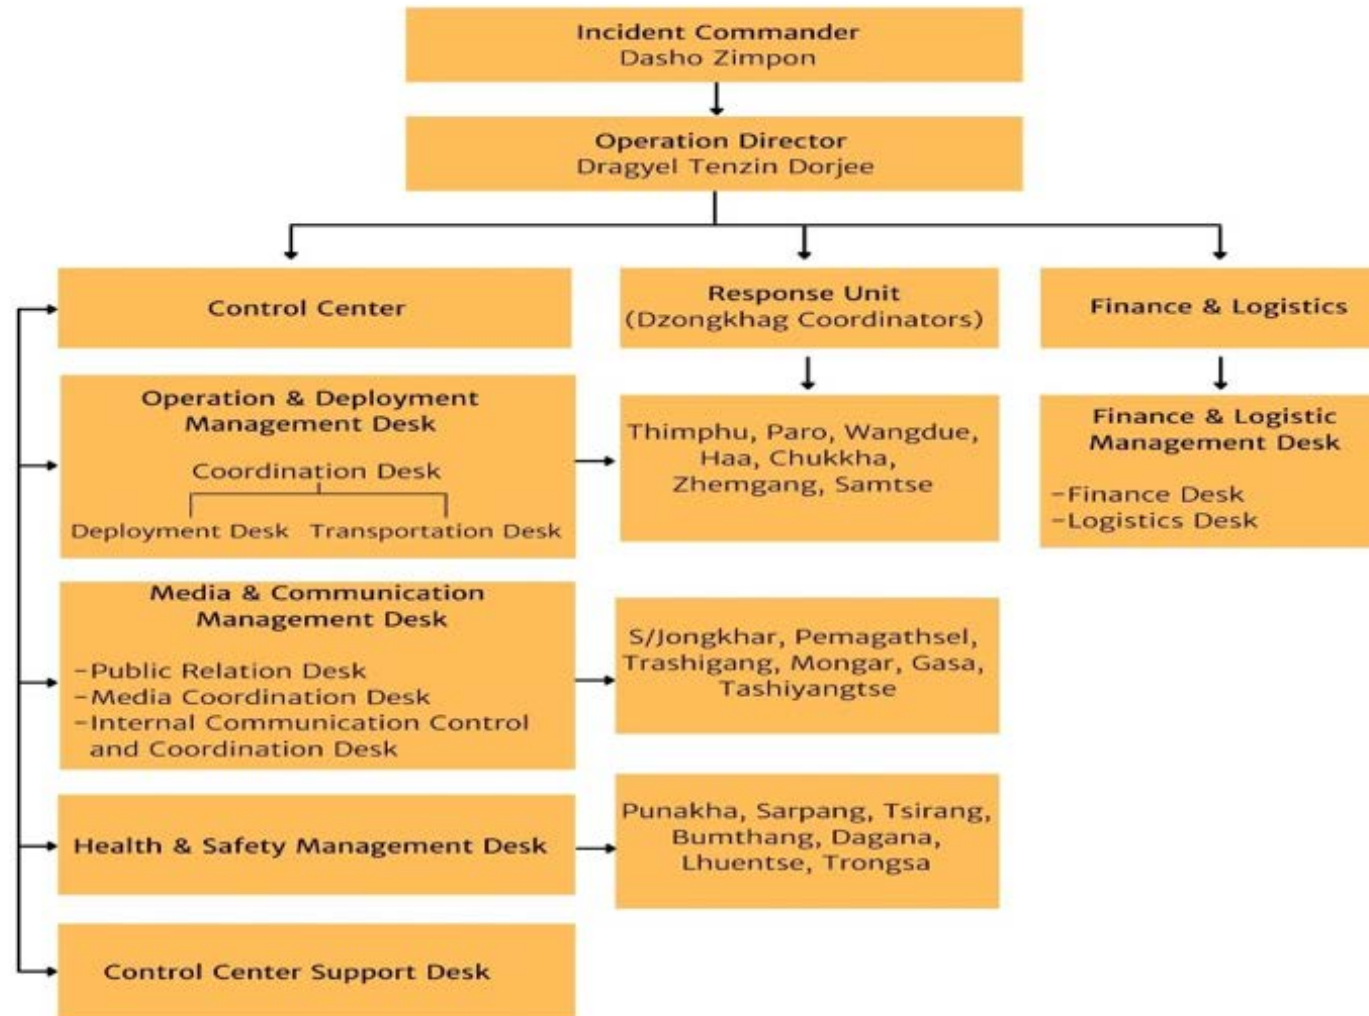 Incident Commander
Dasho Zimpon
Operation Director
Dragyel Tenzin Dorjee
Control Center
Response Unit
(Dzongkhag Coordinators)
Finance & Logistics
Operation & Deployment
Management Desk
Coordination Desk
Deployment Desk Transportation Desk
Thimphu, Paro, Wangdue,
Haa, Chukkha,
Zhemgang, Samtse
Finance & Logistic
Management Desk
-Finance Desk
-Logistics Desk
Media & Communication
Management Desk
-Public Relation Desk
-Media Coordination Desk
-Internal Communication Control
and Coordination Desk
S/Jongkhar, Pemagathsel,
Trashigang, Mongar, Gasa,
Tashiyangtse
Health & Safety Management Desk
Punakha, Sarpang, Tsirang,
Bumthang, Dagana,
Lhuentse, Trongsa
Control Center Support Desk